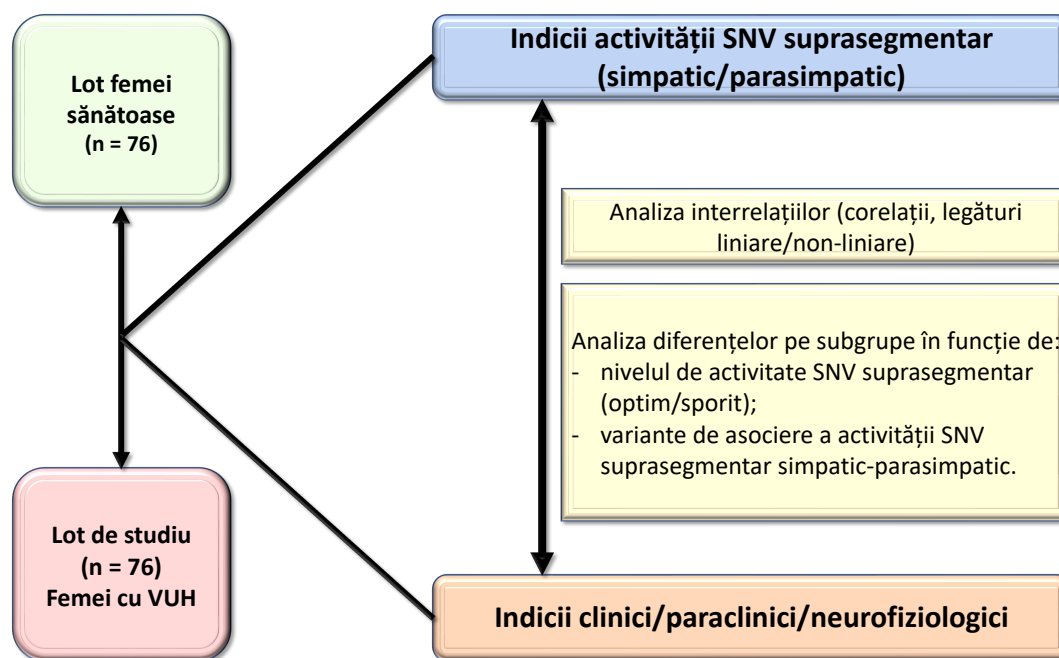 Lot femei
sănătoase
(n = 76)
Indicii activității SNV suprasegmentar
(simpatic/parasimpatic)
Analiza interrelațiilor (corelații, legături
liniare/non-liniare)
Analiza diferențelor pe subgrupe în funcție de:
- nivelul de activitate SNV suprasegmentar
(optim/sporit);
- variante de asociere a activității SNV
suprasegmentar simpatic-parasimpatic.
Lot de studiu
(n = 76)
Femei cu VUH
Indicii clinici/paraclinici/neurofiziologici